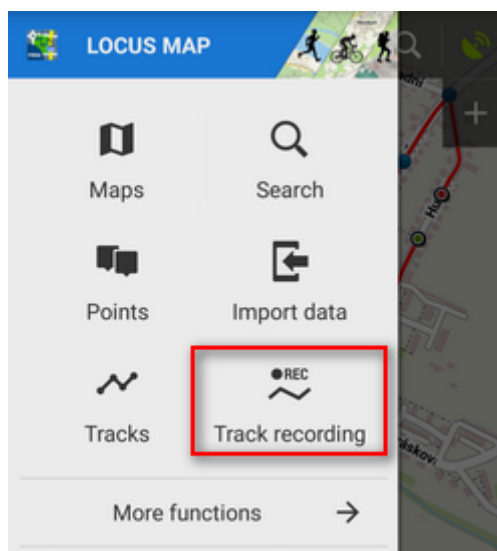 LOCUS MAP
Maps
Search
Points
Import data
REC
Tracks
Track recording
More functions